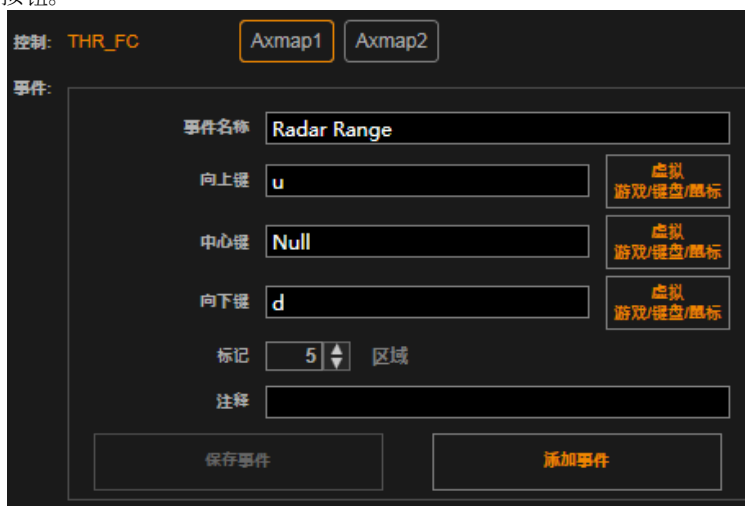 按钮。
控制: THR_FC Axmap1 Axmap2
事件:
事件名称 Radar Range
向上键 u 虚拟
游戏/键盘/鼠标
中心键 Null 虚拟
游戏/键盘/鼠标
向下键 d 虚拟
游戏/键盘/鼠标
标记 5 区域
注释
保存事件 添加事件